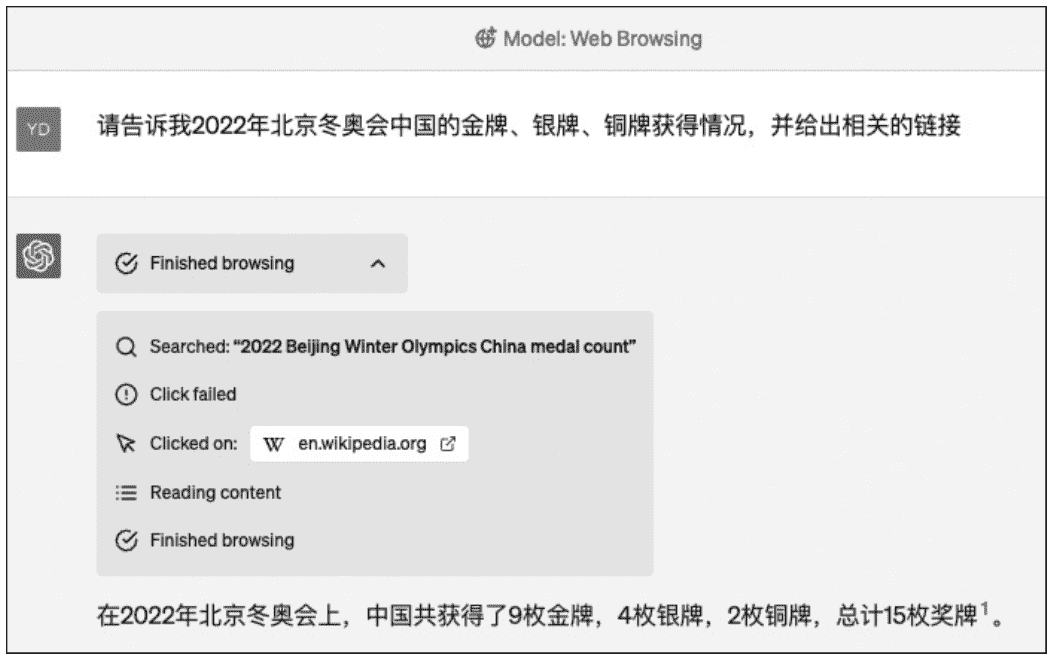 Model: Web Browsing
YD
请告诉我2022年北京冬奥会中国的金牌、银牌、铜牌获得情况，并给出相关的链接
Finished browsing
Searched: “2022 Beijing Winter Olympics China medal count”
Click failed
Clicked on: W en.wikipedia.org
Reading content
Finished browsing
在2022年北京冬奥会上，中国共获得了9枚金牌，4枚银牌，2枚铜牌，总计15枚奖牌¹。